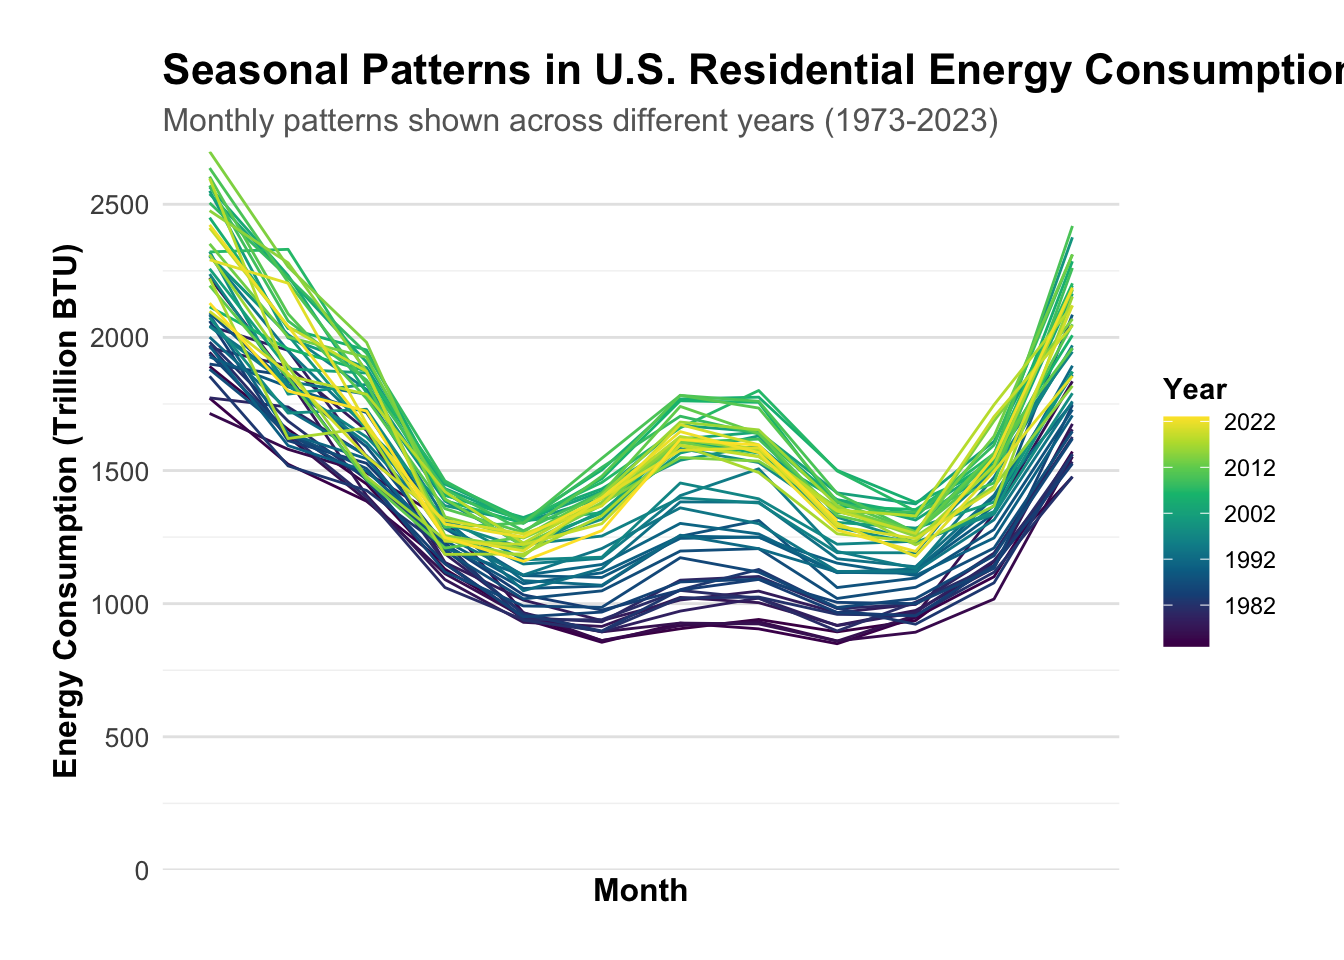 Seasonal Patterns in U.S. Residential Energy Consumption
Monthly patterns shown across different years (1973-2023)
Energy Consumption (Trillion BTU)
2500
2000
1500
1000
500
0
Month
Year
2022
2012
2002
1992
1982